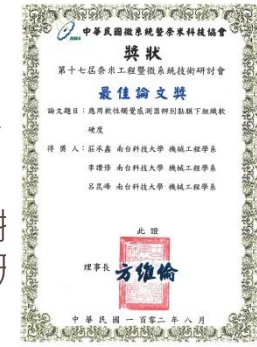 中華民國微系統暨奈米科技協會
獎狀
第十七屆奈米工程暨微系統技術研討會
最佳論文獎
論文題目：應用軟性觸覺感測器辨別黏膜下組織軟
硬度
得 獎 人：莊承鑫 南台科技大學 機械工程學系
李謄修 南台科技大學 機械工程學系
呂昆峰 南台科技大學 機械工程學系
此 證
理事長 方維倫
中 華 民 國 一 百 零 二 年 八 月